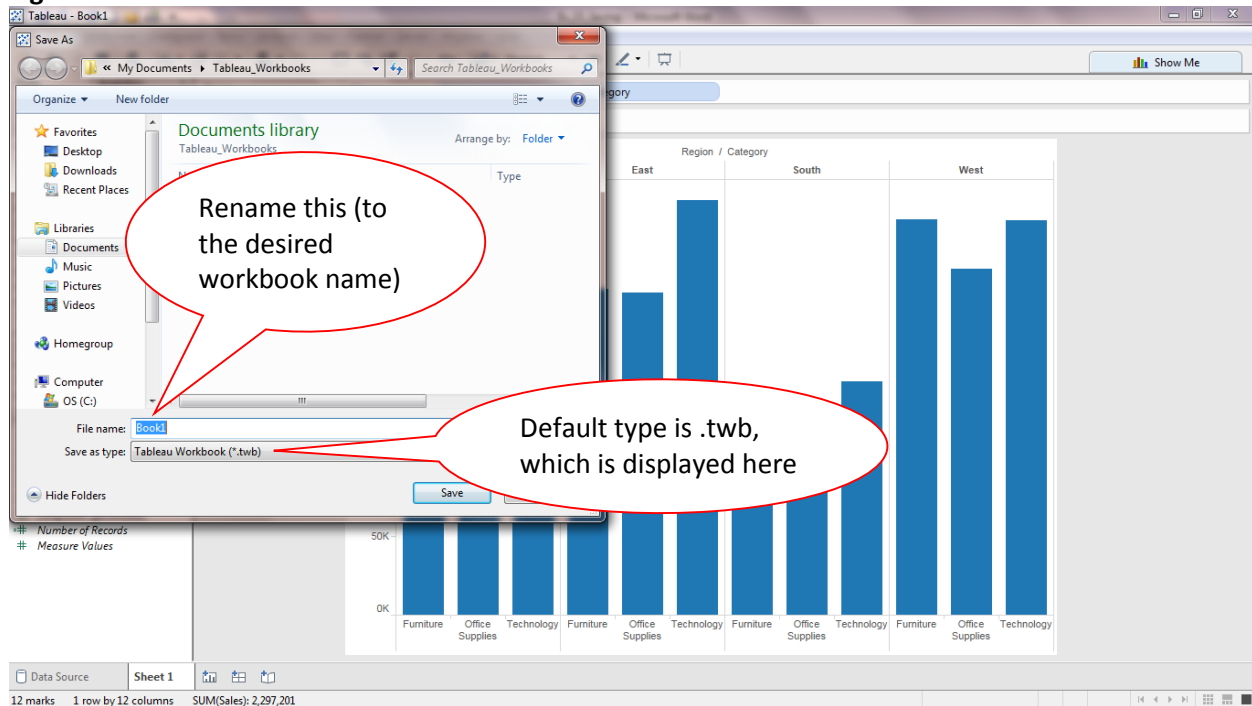 Tableau - Book1
Save As
« My Documents ▸ Tableau_Workbooks
Search Tableau_Workbooks
Show Me
Organize
New folder
Favorites
Desktop
Downloads
Recent Places
Libraries
Documents
Music
Pictures
Videos
Homegroup
Computer
OS (C:)
Documents library
Tableau_Workbooks
Arrange by: Folder
Type
Rename this (to
the desired
workbook name)
File name: Book1
Save as type: Tableau Workbook (*.twb)
Default type is .twb,
which is displayed here
Hide Folders
Save
Region / Category
East
South
West
Number of Records
Measure Values
50K
0K
Furniture
Office
Supplies
Technology
Furniture
Office
Supplies
Technology
Furniture
Office
Supplies
Technology
Furniture
Office
Supplies
Technology
Data Source
Sheet 1
12 marks 1 row by 12 columns SUM(Sales): 2,297,201